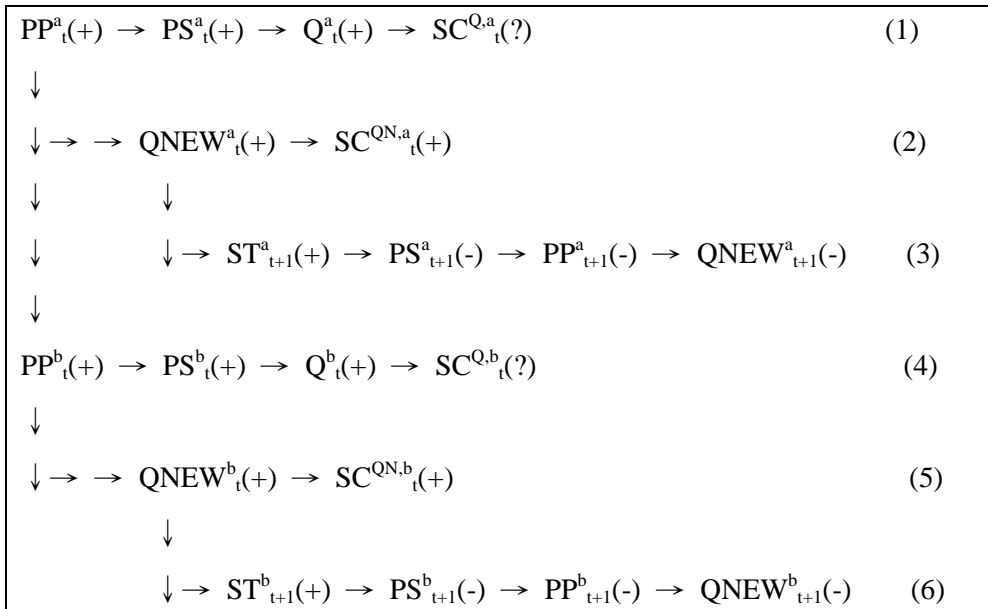 PPᵃₜ(+) → PSᵃₜ(+) → Qᵃₜ(+) → SC^{Q,a}ₜ(?) (1)
↓
↓ → → QNEWᵃₜ(+) → SC^{QN,a}ₜ(+) (2)
↓ ↓
↓ ↓ → STᵃₜ₊₁(+) → PSᵃₜ₊₁(-) → PPᵃₜ₊₁(-) → QNEWᵃₜ₊₁(-) (3)
↓
PPᵇₜ(+) → PSᵇₜ(+) → Qᵇₜ(+) → SC^{Q,b}ₜ(?) (4)
↓
↓ → → QNEWᵇₜ(+) → SC^{QN,b}ₜ(+) (5)
↓
↓ → STᵇₜ₊₁(+) → PSᵇₜ₊₁(-) → PPᵇₜ₊₁(-) → QNEWᵇₜ₊₁(-) (6)